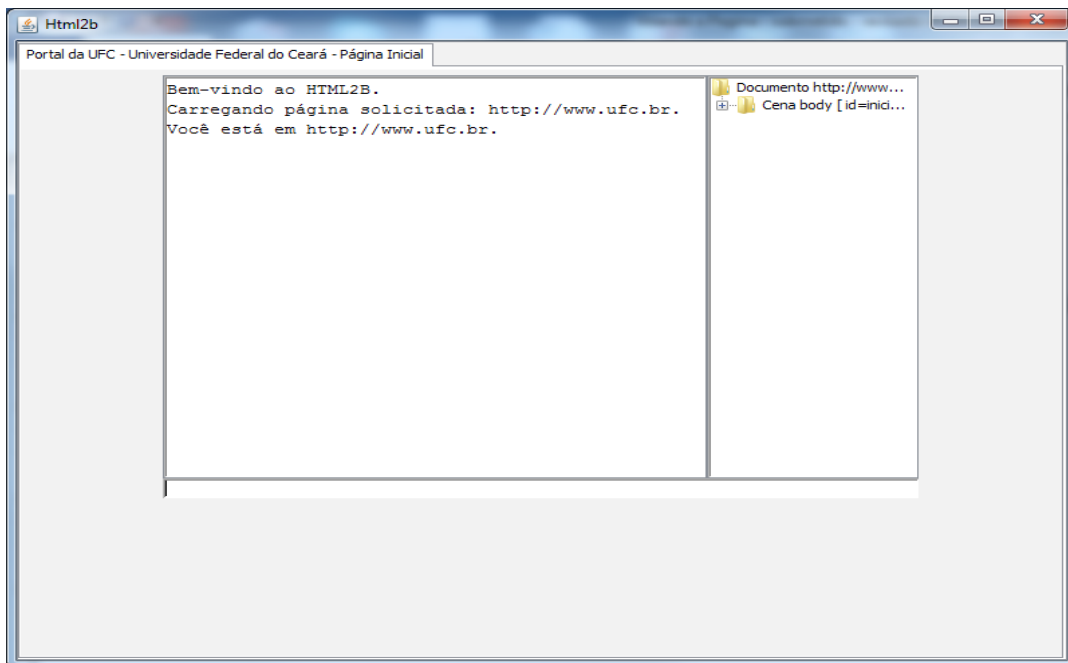 Html2b
Portal da UFC - Universidade Federal do Ceará - Página Inicial
Bem-vindo ao HTML2B.
Carregando página solicitada: http://www.ufc.br.
Você está em http://www.ufc.br.
Documento http://www...
Cena body [ id=inici...